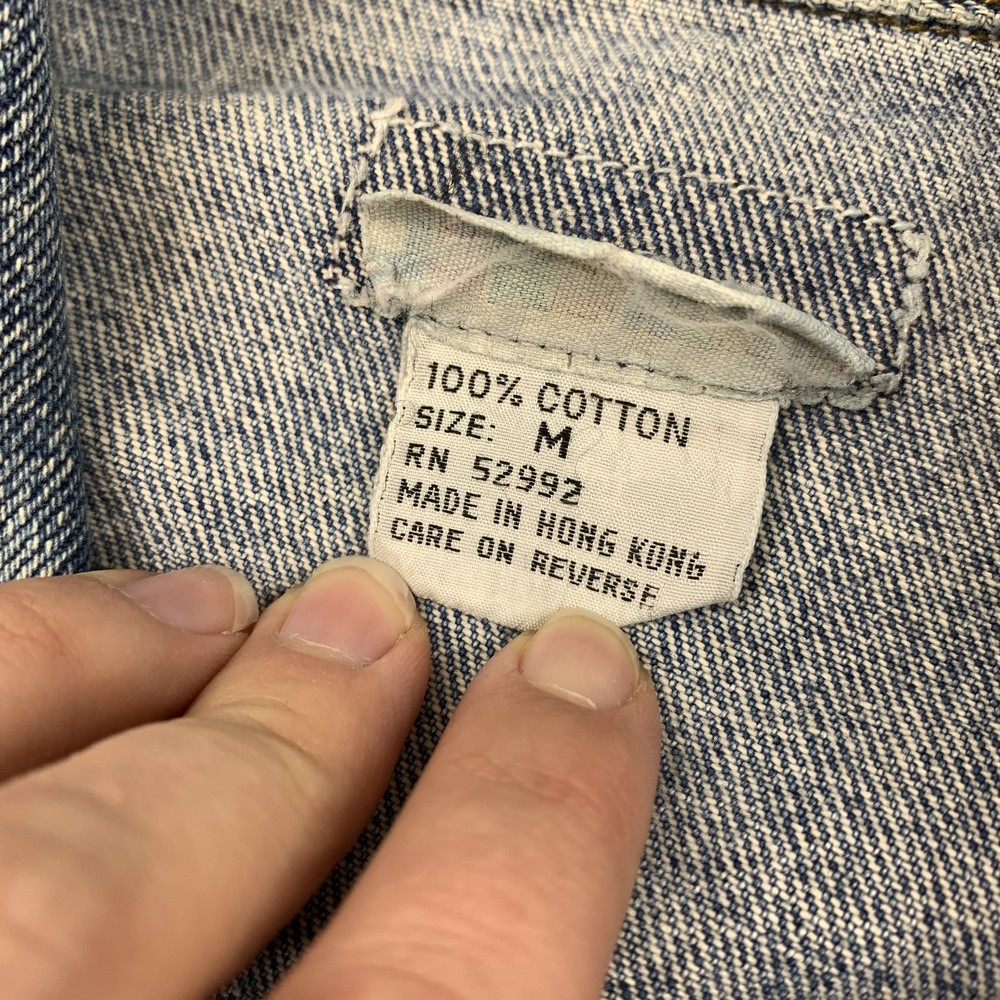 100% COTTON
SIZE: M
RN 52992
MADE IN HONG KONG
CARE ON REVERSE